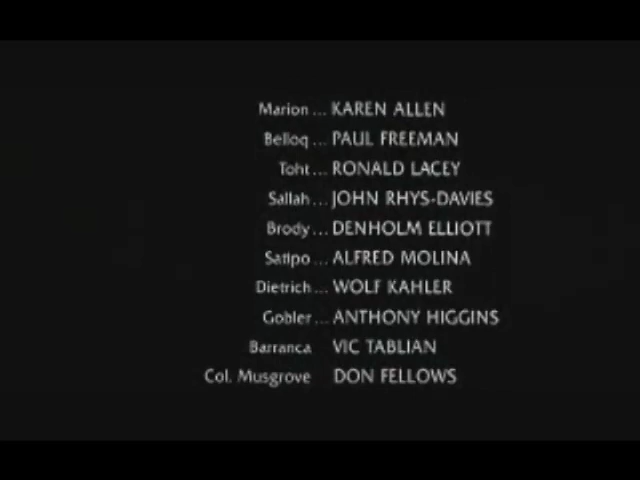 Marion ... KAREN ALLEN
Belloq ... PAUL FREEMAN
Toht ... RONALD LACEY
Sallah ... JOHN RHYS-DAVIES
Brody ... DENHOLM ELLIOTT
Satipo ... ALFRED MOLINA
Dietrich ... WOLF KAHLER
Gobler ... ANTHONY HIGGINS
Barranca VIC TABLIAN
Col. Musgrove DON FELLOWS